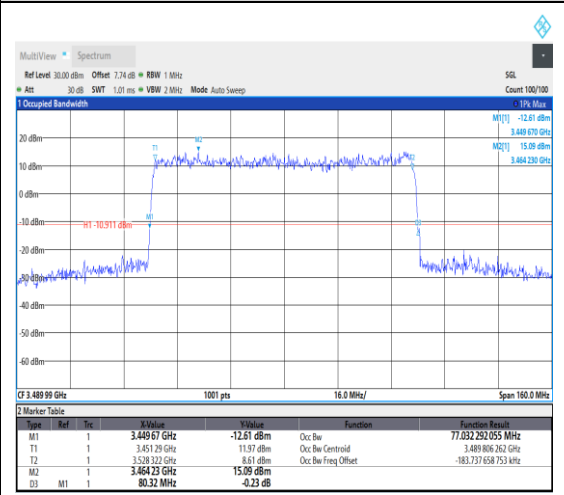 MultiView Spectrum
Ref Level 30.00 dBm Offset 7.74 dB RBW 1 MHz SGL
Att 30 dB SWT 1.01 ms VBW 2 MHz Mode Auto Sweep Count 100/100
1 Occupied Bandwidth 1Pk Max
M1[1] -12.61 dBm
3.449 670 GHz
M2[1] 15.09 dBm
3.464 230 GHz
20 dBm
T1
M2
10 dBm
0 dBm
M1
-10 dBm
H1 -10.911 dBm
-20 dBm
-30 dBm
-40 dBm
-50 dBm
-60 dBm
CF 3.489 99 GHz 1001 pts 16.0 MHz/ Span 160.0 MHz
2 Marker Table
Type Ref Trc X-Value Y-Value Function Function Result
M1 1 3.449 67 GHz -12.61 dBm Occ Bw 77.032 292 055 MHz
T1 1 3.451 29 GHz 11.97 dBm Occ Bw Centroid 3.489 806 262 GHz
T2 1 3.528 322 GHz 8.61 dBm Occ Bw Freq Offset -183.737 658 753 kHz
M2 1 3.464 23 GHz 15.09 dBm
D3 M1 1 80.32 MHz -0.23 dB